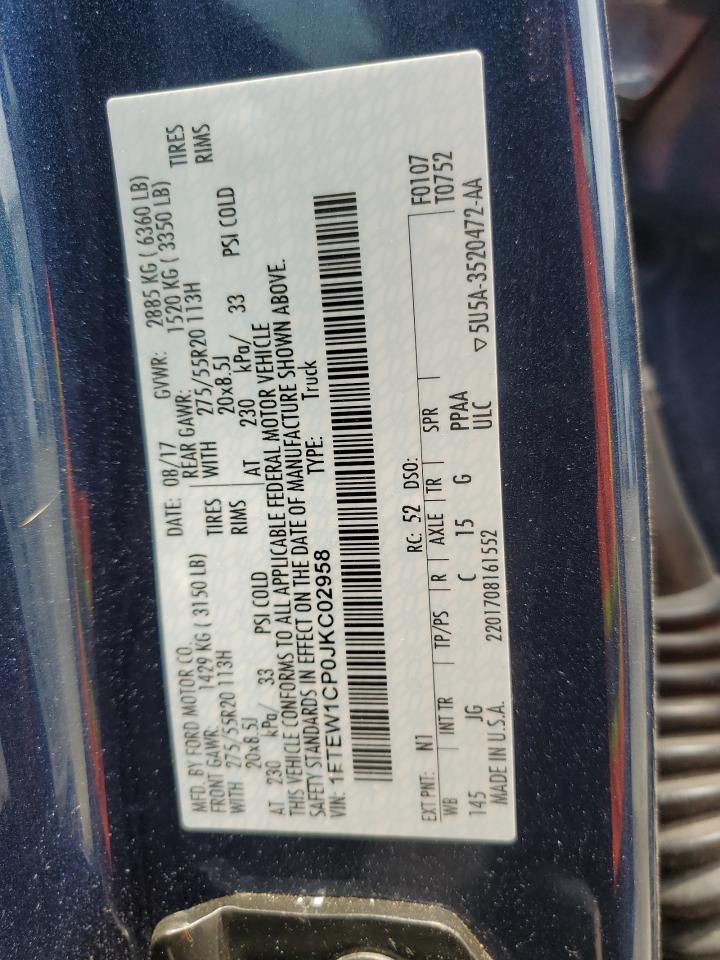 MFD. BY FORD MOTOR CO. DATE: 08/17 GVWR: 2885 KG ( 6360 LB)
FRONT GAWR: 1429 KG ( 3150 LB) REAR GAWR: 1520 KG ( 3350 LB)
WITH 275/55R20 113H TIRES WITH 275/55R20 113H TIRES
20x8.5J RIMS 20x8.5J RIMS
AT 230 kPa/ 33 PSI COLD AT 230 kPa/ 33 PSI COLD
THIS VEHICLE CONFORMS TO ALL APPLICABLE FEDERAL MOTOR VEHICLE
SAFETY STANDARDS IN EFFECT ON THE DATE OF MANUFACTURE SHOWN ABOVE.
VIN: 1FTEW1CP0JKC02958 TYPE: Truck
EXT PNT: N1 RC: 52 DSO: F0107
WB INT TR TP/PS R AXLE TR SPR T0752
145 JG C 15 G PPAA
MADE IN U.S.A. 2201708161552 ULC ▽5U5A-3520472-AA